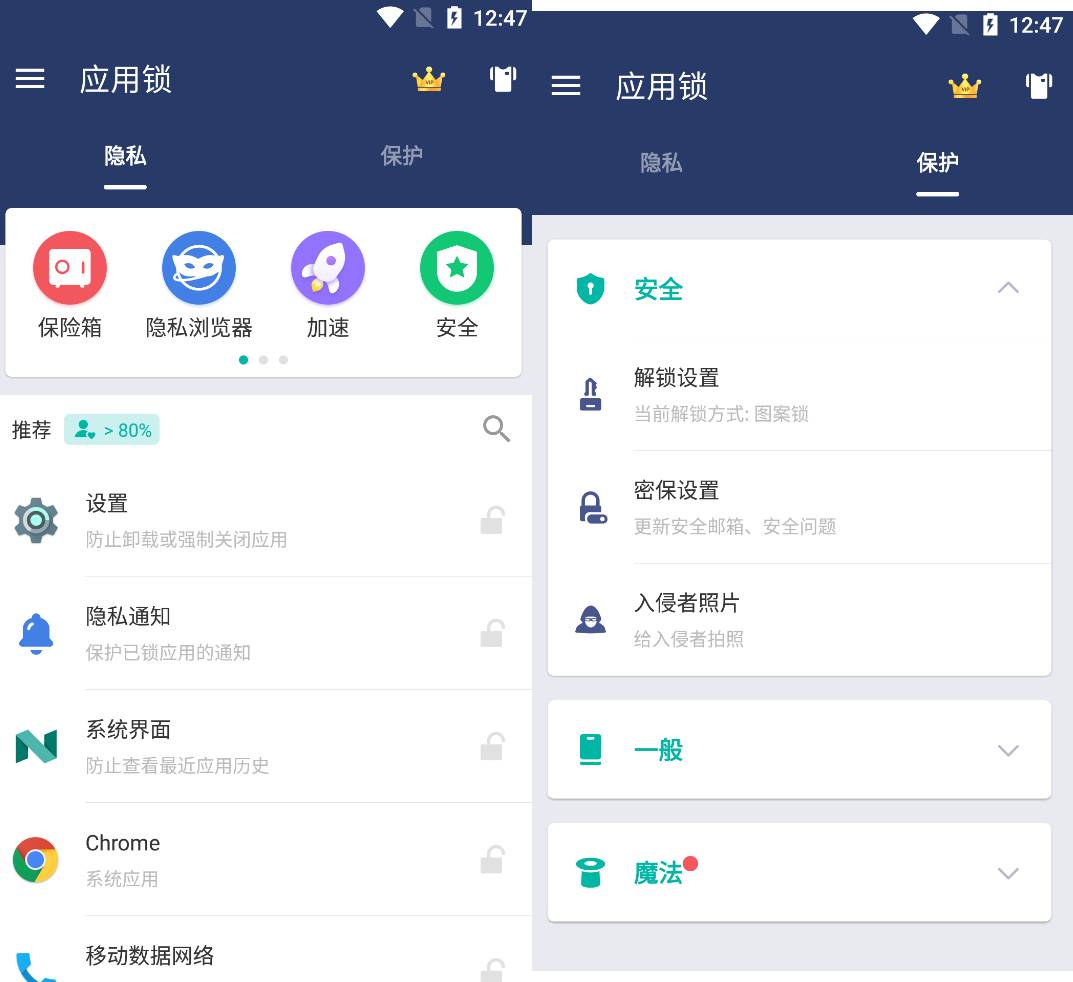 12:47
应用锁
VIP
隐私
保护
保险箱
隐私浏览器
加速
安全
推荐
> 80%
设置
防止卸载或强制关闭应用
隐私通知
保护已锁应用的通知
系统界面
防止查看最近应用历史
Chrome
系统应用
移动数据网络
12:47
应用锁
VIP
隐私
保护
安全
解锁设置
当前解锁方式: 图案锁
密保设置
更新安全邮箱、安全问题
入侵者照片
给入侵者拍照
一般
魔法